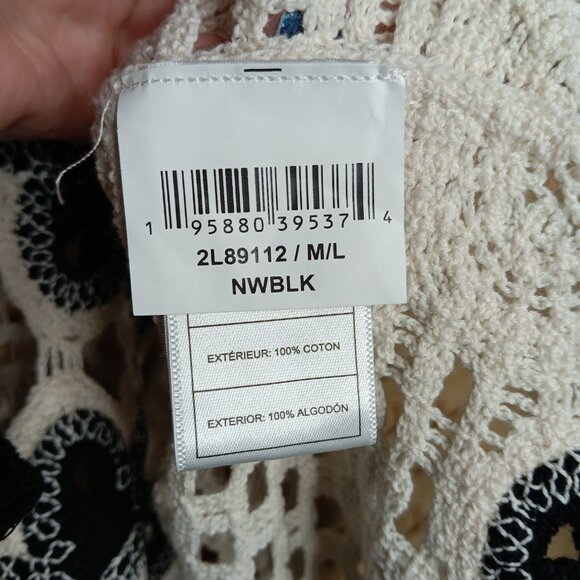 1 95880 39537 4
2L89112 / M/L
NWBLK
EXTÉRIEUR: 100% COTON
EXTERIOR: 100% ALGODÓN